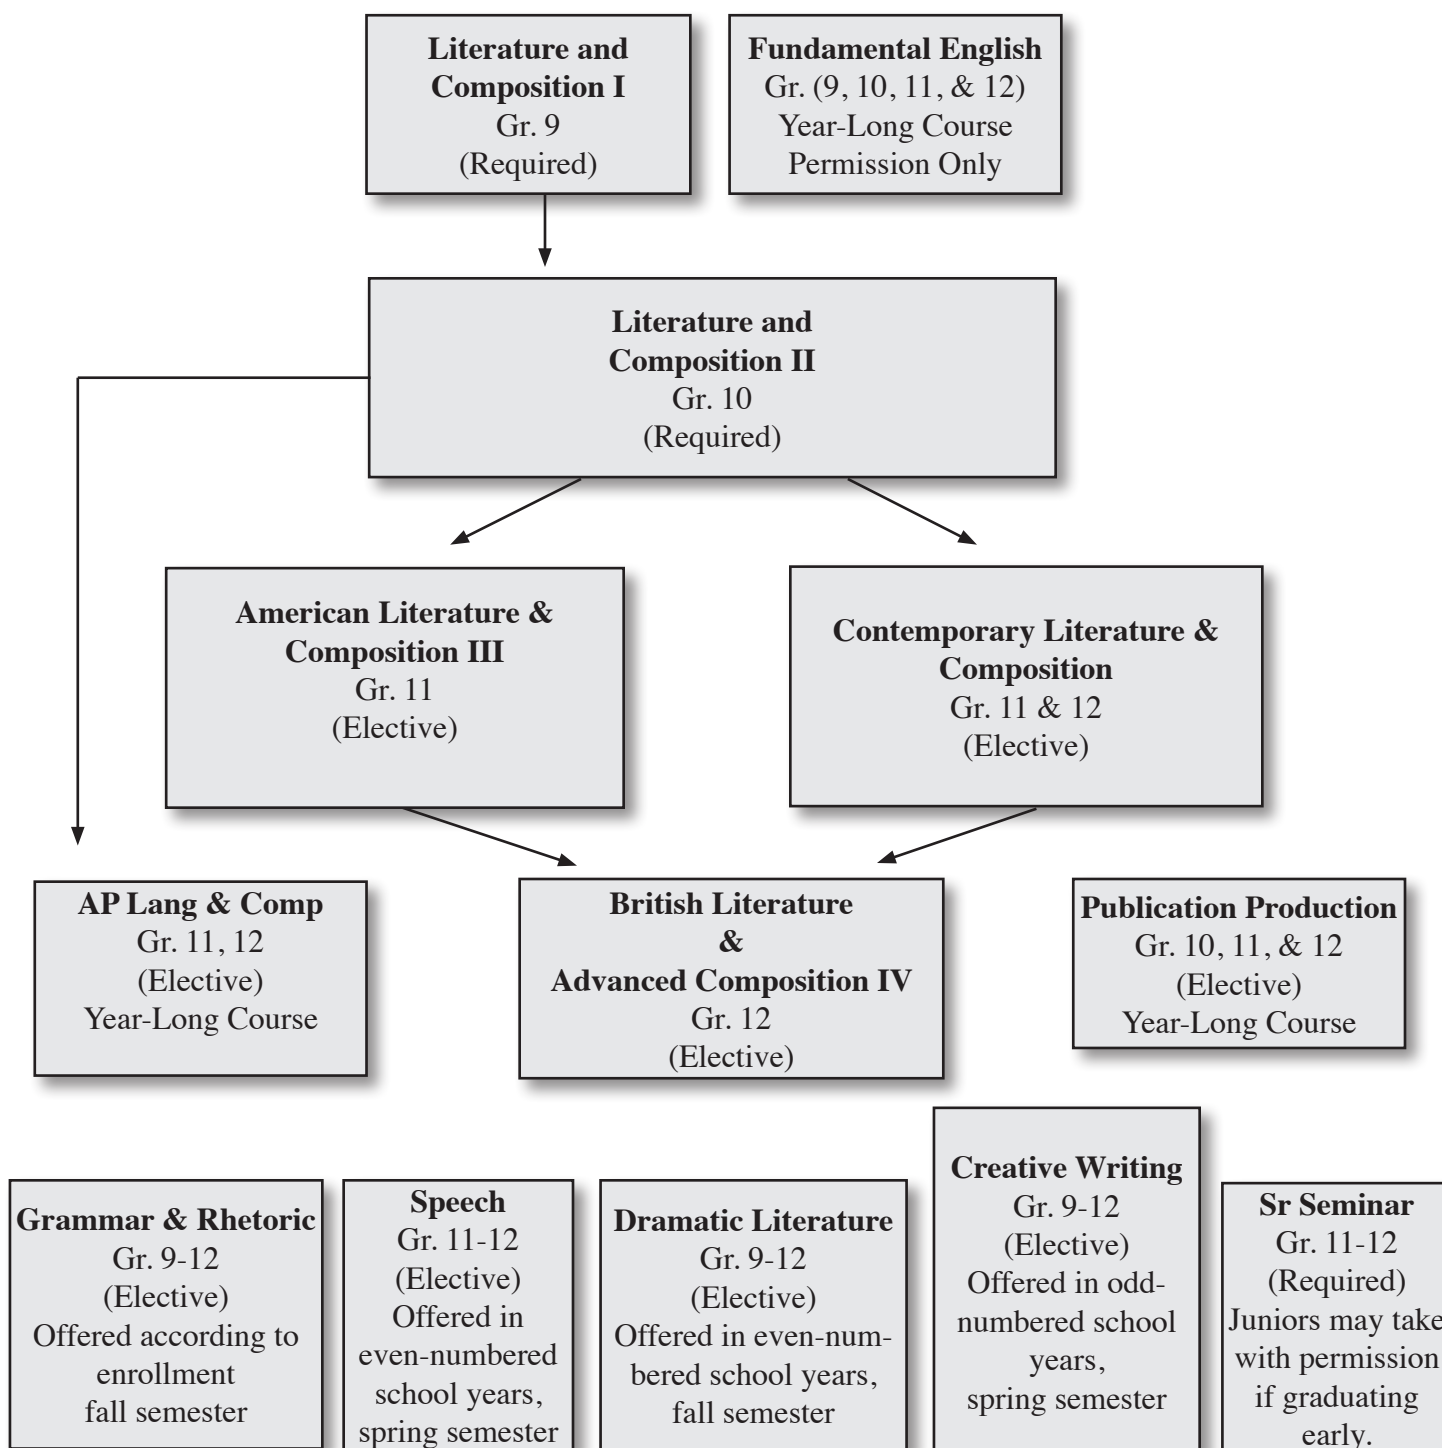 Literature and
Composition I
Gr. 9
(Required)
Fundamental English
Gr. (9, 10, 11, & 12)
Year-Long Course
Permission Only
Literature and
Composition II
Gr. 10
(Required)
American Literature &
Composition III
Gr. 11
(Elective)
Contemporary Literature &
Composition
Gr. 11 & 12
(Elective)
AP Lang & Comp
Gr. 11, 12
(Elective)
Year-Long Course
British Literature
&
Advanced Composition IV
Gr. 12
(Elective)
Publication Production
Gr. 10, 11, & 12
(Elective)
Year-Long Course
Grammar & Rhetoric
Gr. 9-12
(Elective)
Offered according to
enrollment
fall semester
Speech
Gr. 11-12
(Elective)
Offered in
even-numbered
school years,
spring semester
Dramatic Literature
Gr. 9-12
(Elective)
Offered in even-num-
bered school years,
fall semester
Creative Writing
Gr. 9-12
(Elective)
Offered in odd-
numbered school
years,
spring semester
Sr Seminar
Gr. 11-12
(Required)
Juniors may take
with permission
if graduating
early.